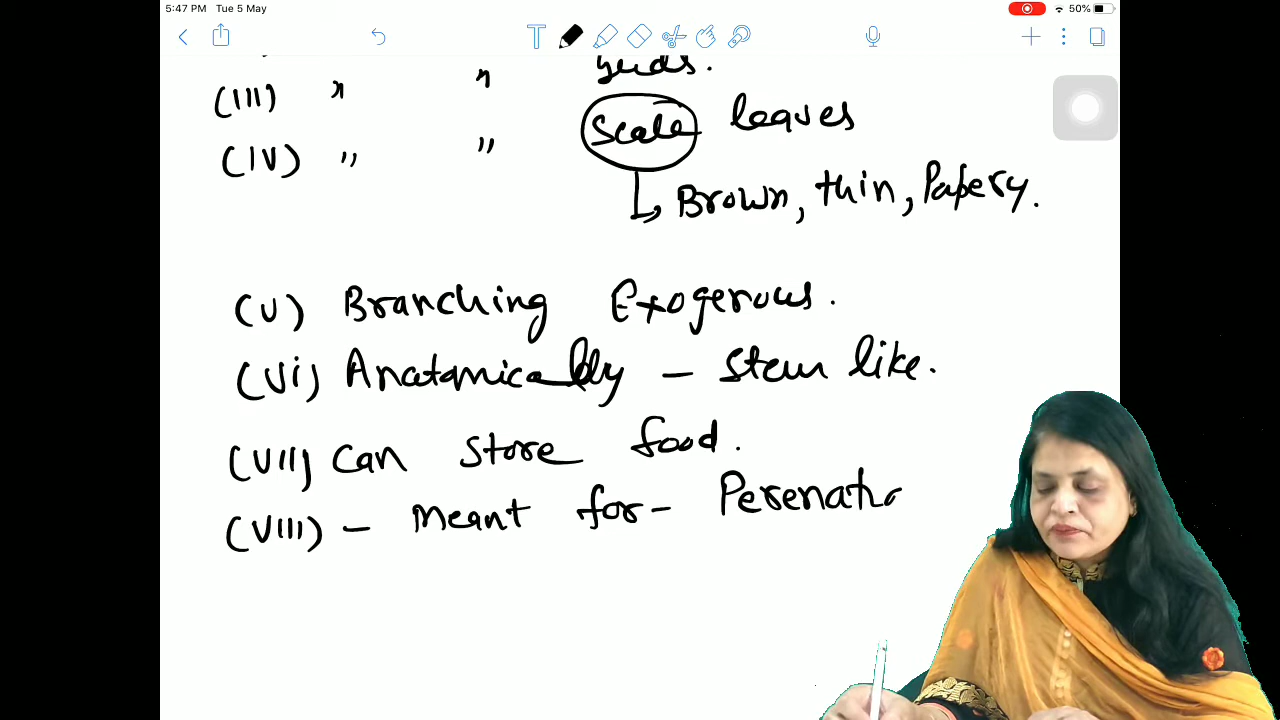 5:47 PM Tue 5 May 50%
T
buds.
(III) " "
(IV) " " Scale leaves
Brown, thin, Papery.
(V) Branching Exogenous.
(Vi) Anatomically – Stem like.
(VII) Can store food.
(VIII) – Meant for – Perenatio